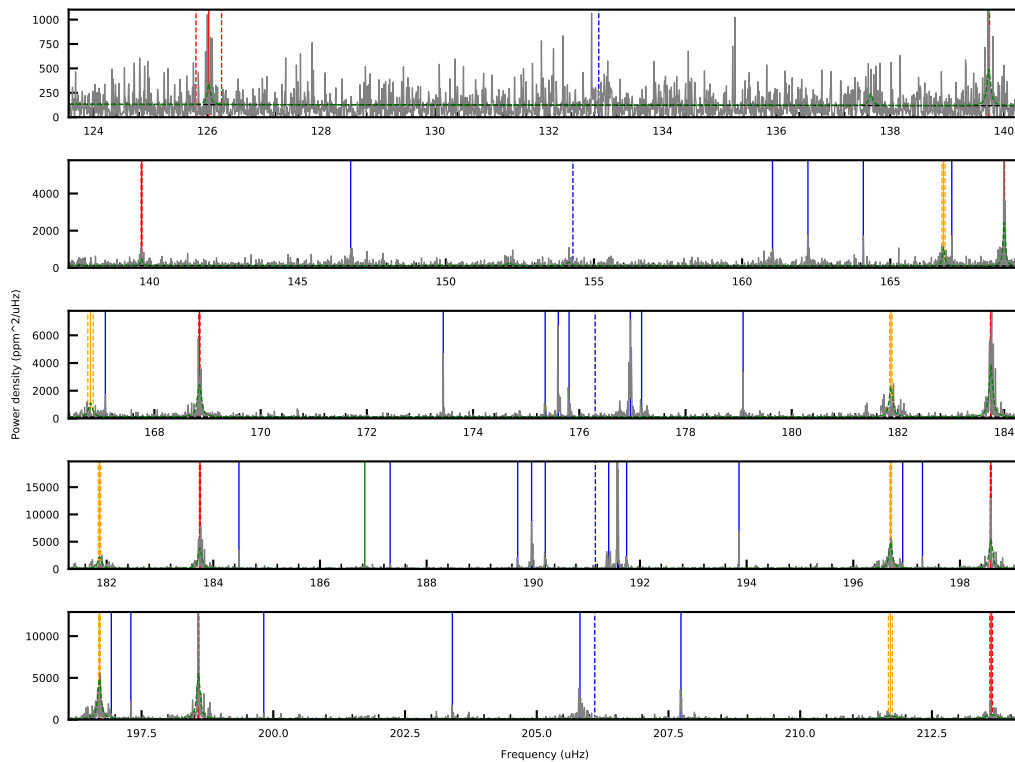 1000
750
500
250
0
124 126 128 130 132 134 136 138 140
4000
2000
0
140 145 150 155 160 165
Power density (ppm^2/uHz)
6000
4000
2000
0
168 170 172 174 176 178 180 182 184
15000
10000
5000
0
182 184 186 188 190 192 194 196 198
10000
5000
0
197.5 200.0 202.5 205.0 207.5 210.0 212.5
Frequency (uHz)